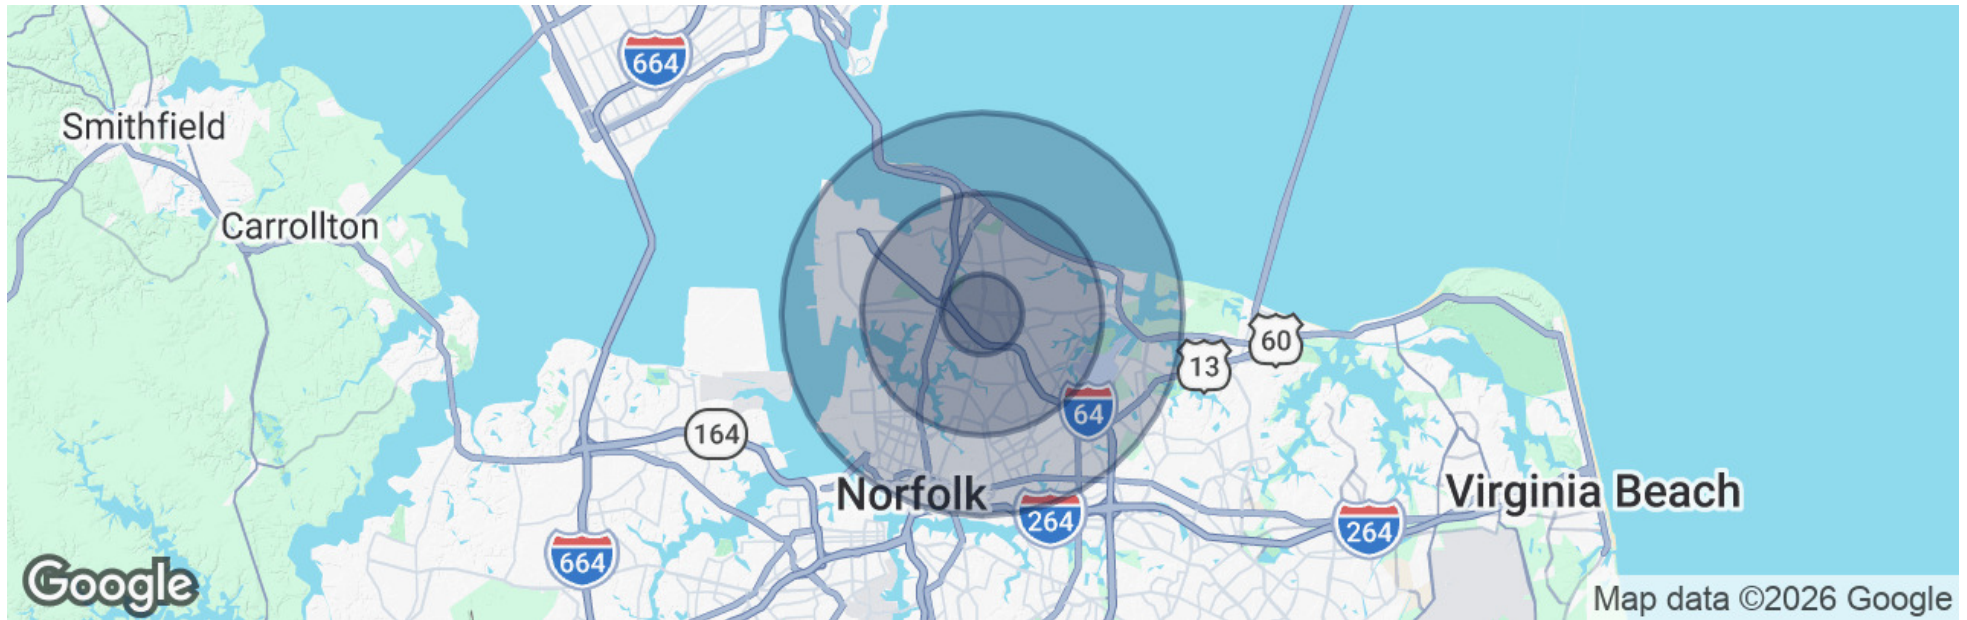 664
Smithfield
Carrollton
60
13
64
164
Norfolk
Virginia Beach
264
264
664
Google
Map data ©2026 Google